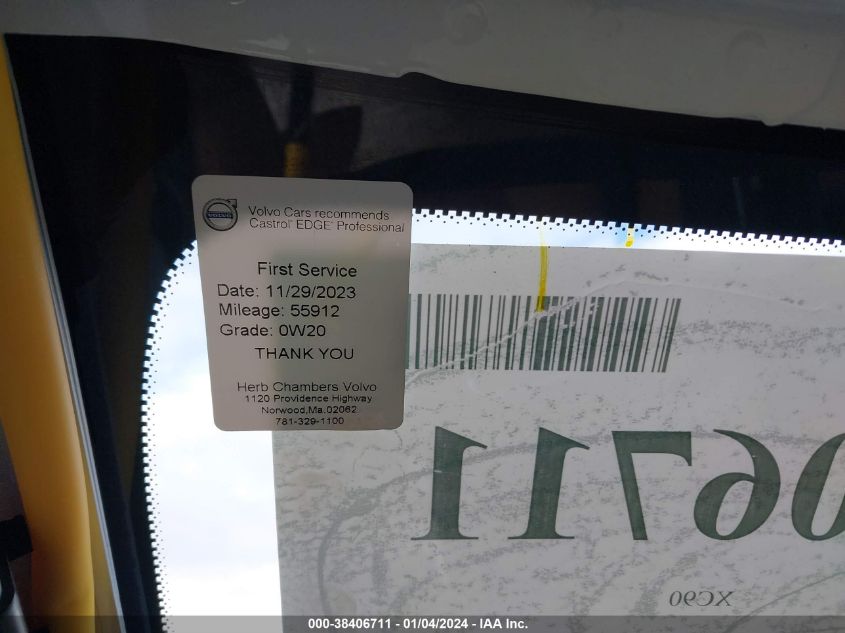 VOLVO
Volvo Cars recommends
Castrol EDGE Professional
First Service
Date: 11/29/2023
Mileage: 55912
Grade: 0W20
THANK YOU
Herb Chambers Volvo
1120 Providence Highway
Norwood,Ma.02062
781-329-1100
06711
XC90
000-38406711 - 01/04/2024 - IAA Inc.